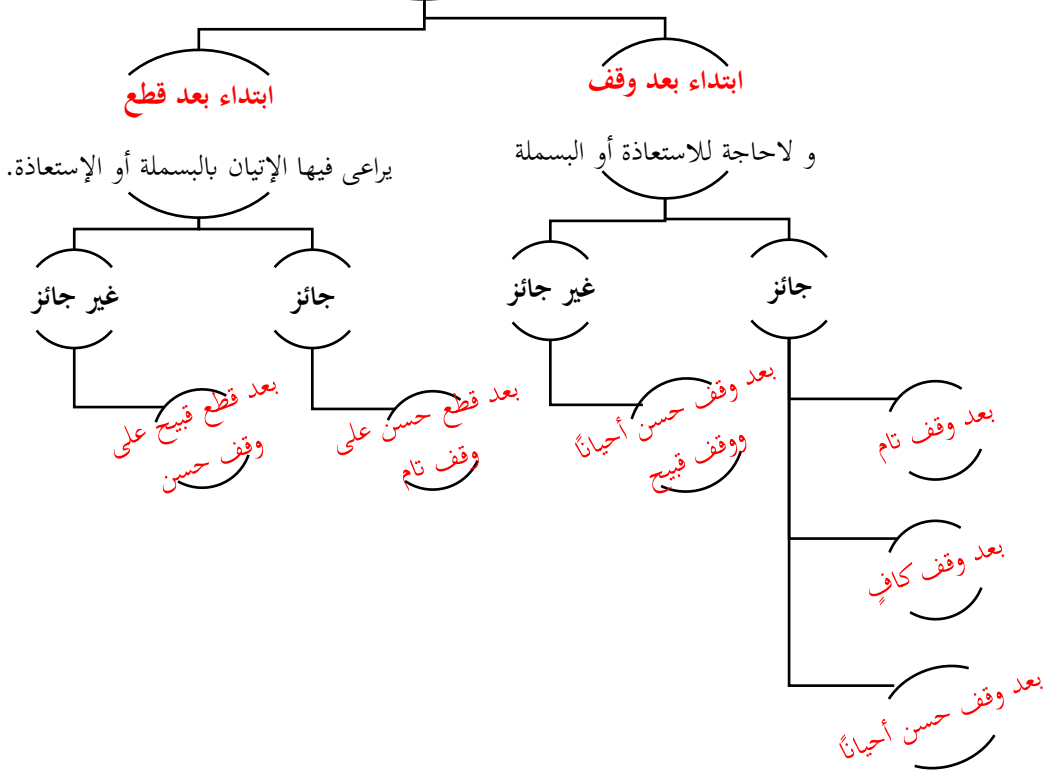 ابتداء بعد وقف
ابتداء بعد قطع
و لاحاجة للاستعاذة أو البسملة
يراعى فيها الإتيان بالبسملة أو الإستعاذة.
جائز
غير جائز
جائز
غير جائز
بعد وقف تام
بعد وقف كافٍ
بعد وقف حسن أحيانًا
بعد وقف حسن أحيانًا
ووقف قبيح
بعد قطع حسن على
وقف تام
بعد قطع قبيح على
وقف حسن